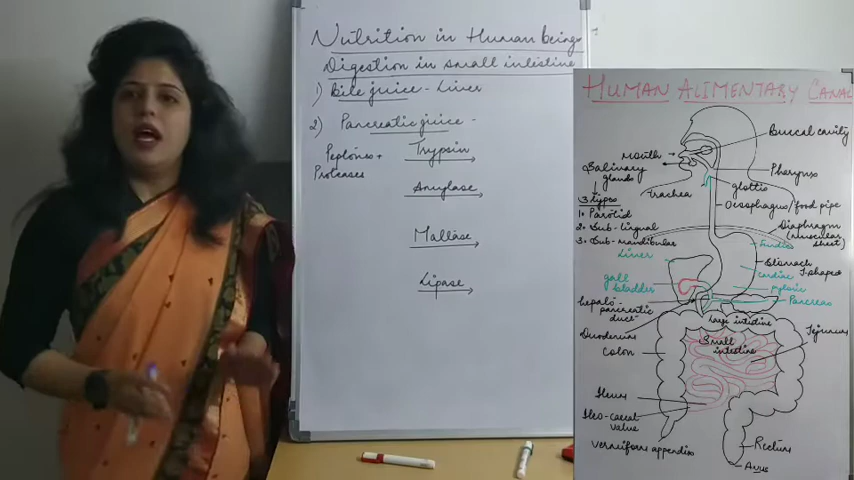 Nutrition in Human beings
Digestion in small intestine
1) Bile juice - Liver
2) Pancreatic juice -
Peptones + Trypsin
Proteases
Amylase
Maltase
Lipase
HUMAN ALIMENTARY CANAL
Buccal cavity
mouth
Salivary glands
Pharynx
trachea
glottis
3 types
Oesophagus/food pipe
1. Parotid
2. Sub-lingual
3. Sub-mandibular
Diaphragm
(muscular sheet)
Liver
Fundus
Stomach
J-shaped
cardiac
gall bladder
pyloric
Pancreas
hepato-
pancreatic
duct
Large intestine
Duodenum
Small intestine
Jejunum
Colon
Ileum
Ileo-caecal
valve
vermiform appendix
Rectum
Anus